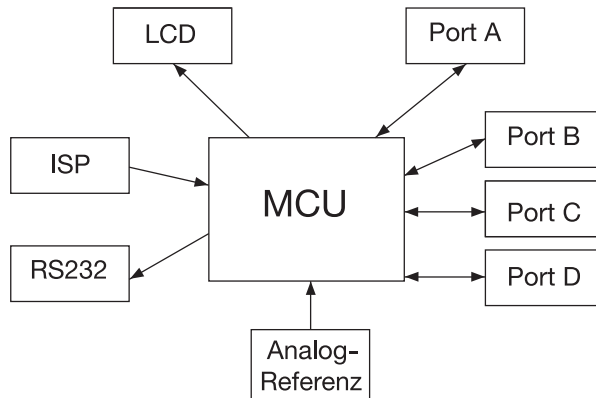 LCD
Port A
ISP
MCU
Port B
Port C
RS232
Port D
Analog-
Referenz